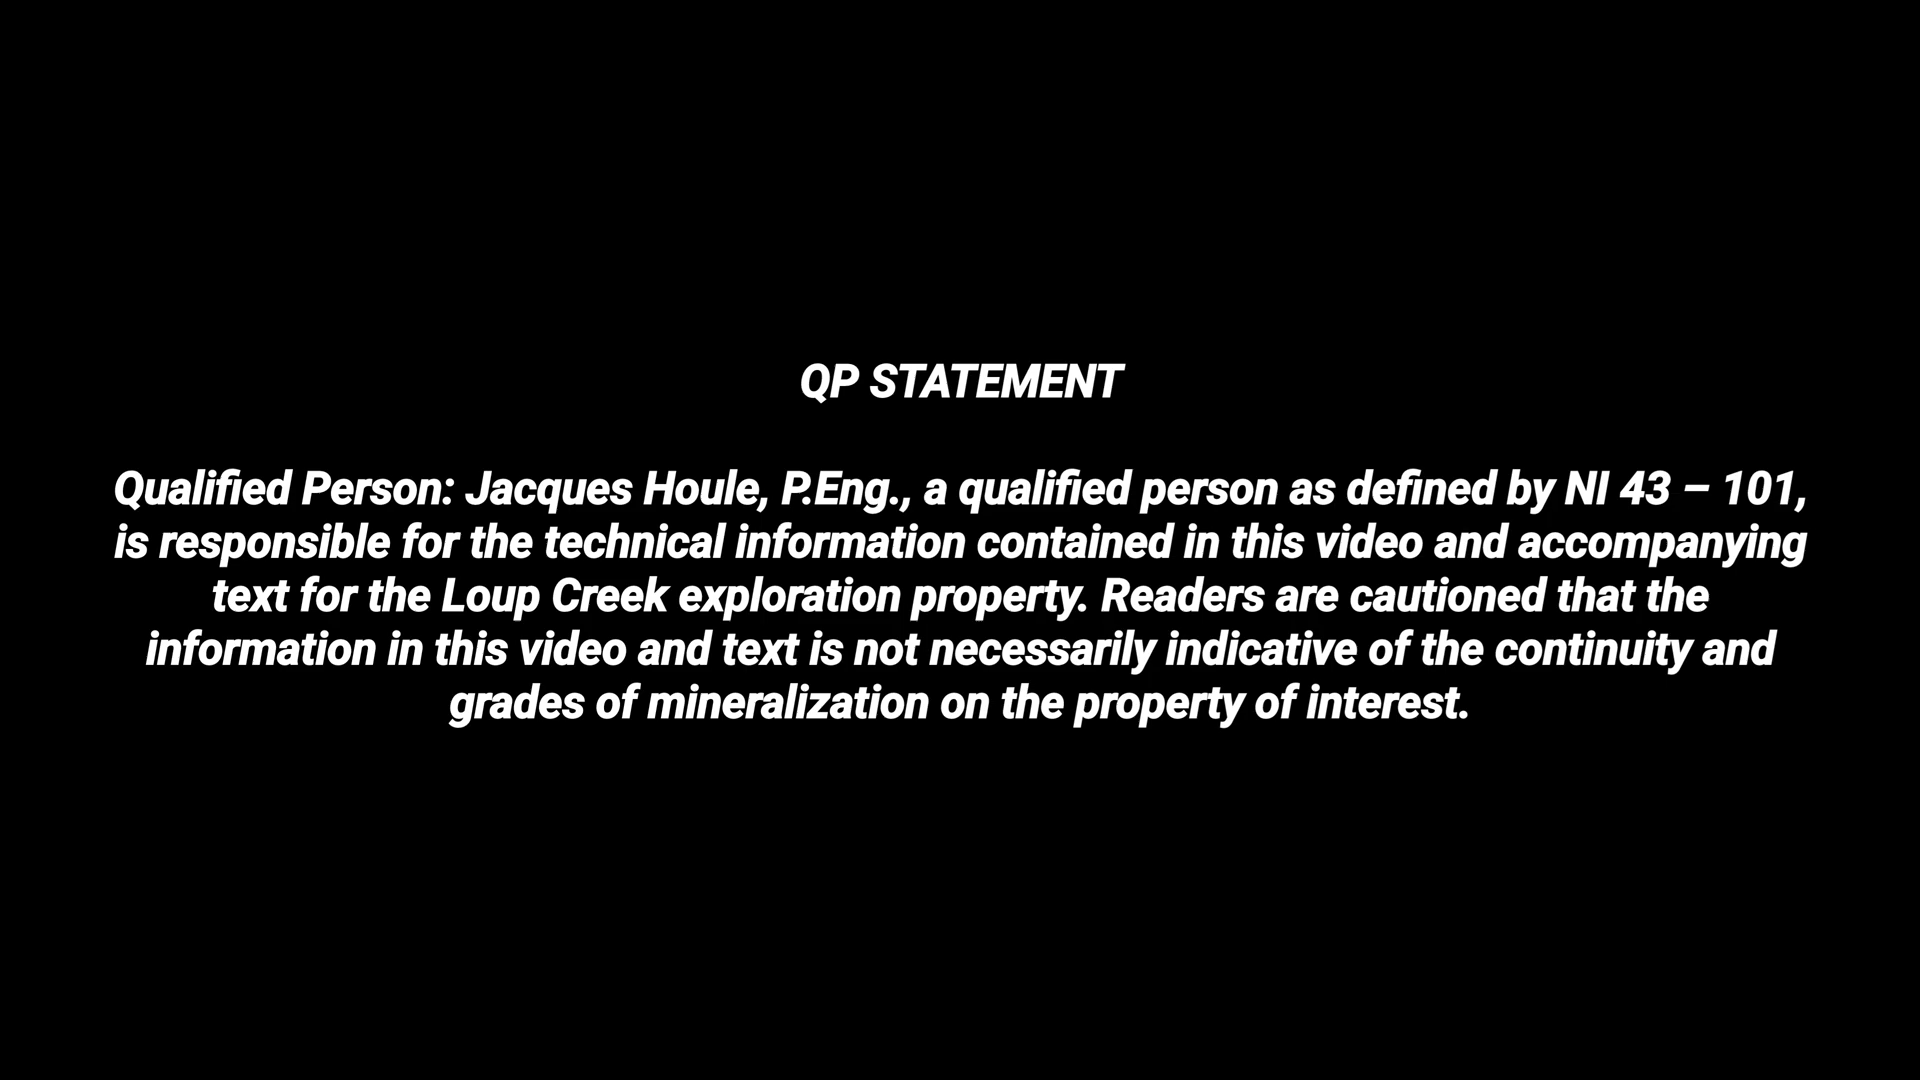 QP STATEMENT
Qualified Person: Jacques Houle, P.Eng., a qualified person as defined by NI 43 – 101,
is responsible for the technical information contained in this video and accompanying
text for the Loup Creek exploration property. Readers are cautioned that the
information in this video and text is not necessarily indicative of the continuity and
grades of mineralization on the property of interest.